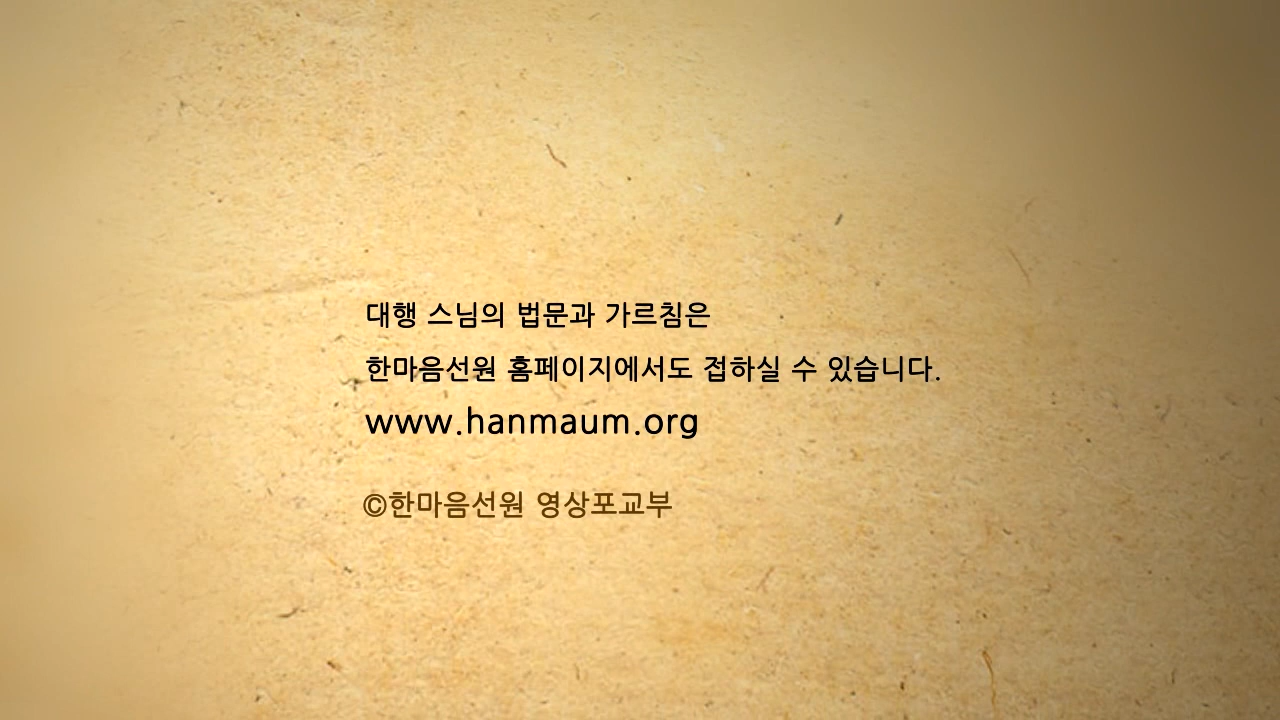 대행 스님의 법문과 가르침은
한마음선원 홈페이지에서도 접하실 수 있습니다.
www.hanmaum.org
©한마음선원 영상포교부